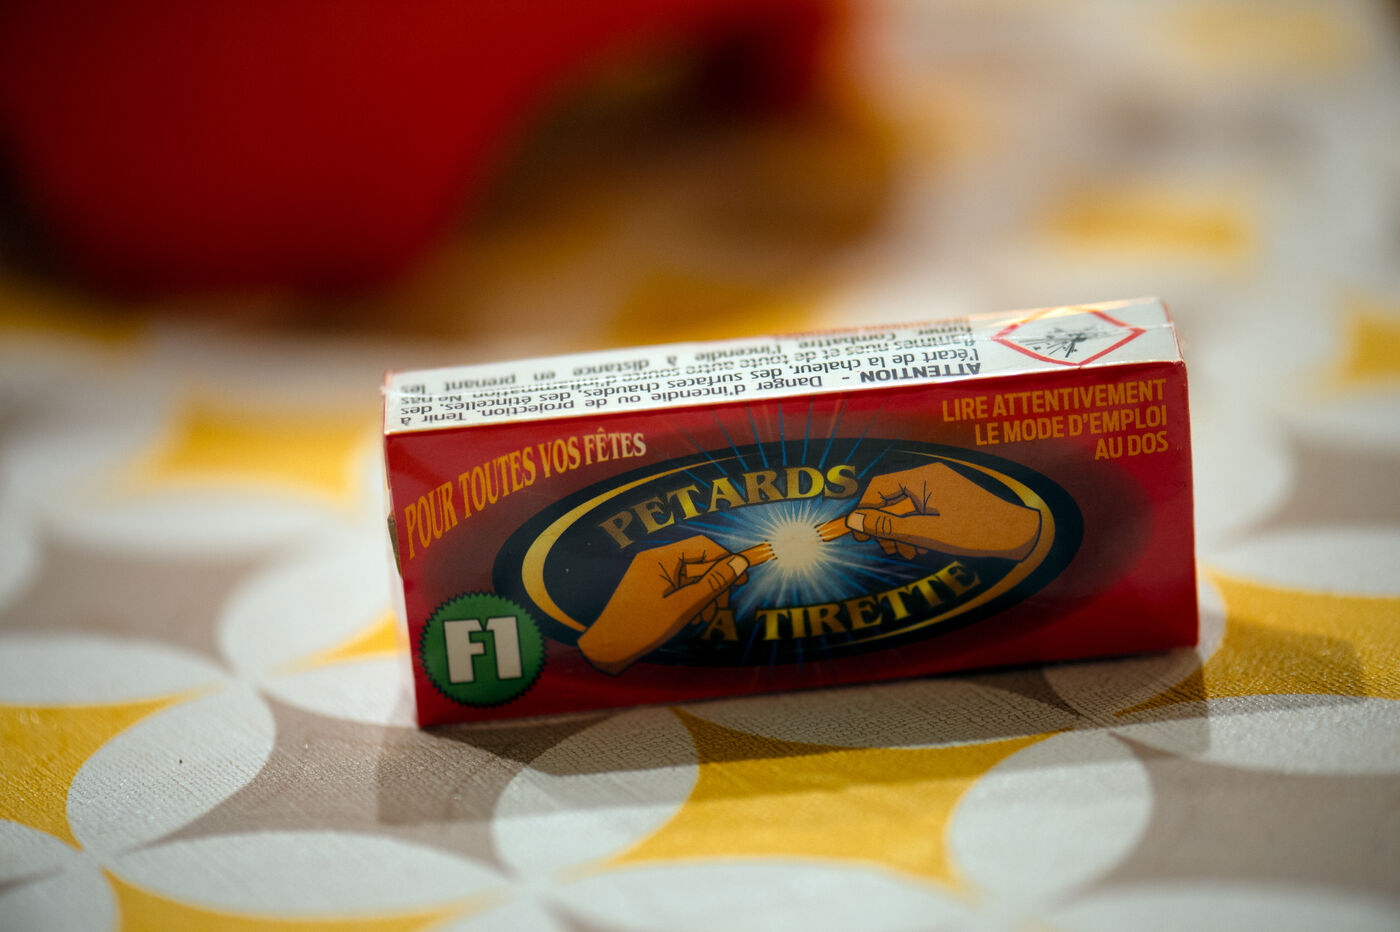 ATTENTION - Danger d'incendie ou de projection. Tenir à
l'écart de la chaleur, des surfaces chaudes, des étincelles, des
flammes nues et de toute autre source d'inflammation. Ne pas
fumer. Combattre l'incendie à distance en prenant les
POUR TOUTES VOS FÊTES
LIRE ATTENTIVEMENT
LE MODE D'EMPLOI
AU DOS
PETARDS
A TIRETTE
F1